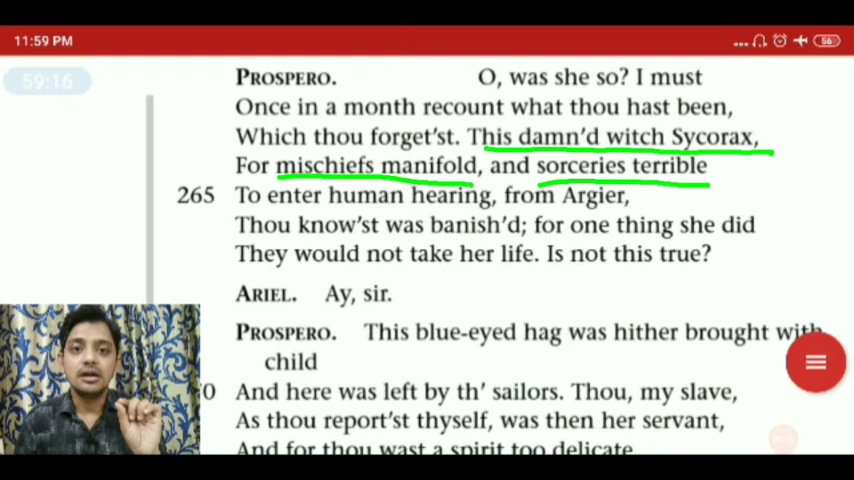 11:59 PM
56
59:16
PROSPERO. O, was she so? I must
Once in a month recount what thou hast been,
Which thou forget'st. This damn'd witch Sycorax,
For mischiefs manifold, and sorceries terrible
265 To enter human hearing, from Argier,
Thou know'st was banish'd; for one thing she did
They would not take her life. Is not this true?
ARIEL. Ay, sir.
PROSPERO. This blue-eyed hag was hither brought with
child
0 And here was left by th' sailors. Thou, my slave,
As thou report'st thyself, was then her servant,
And for thou wast a spirit too delicate